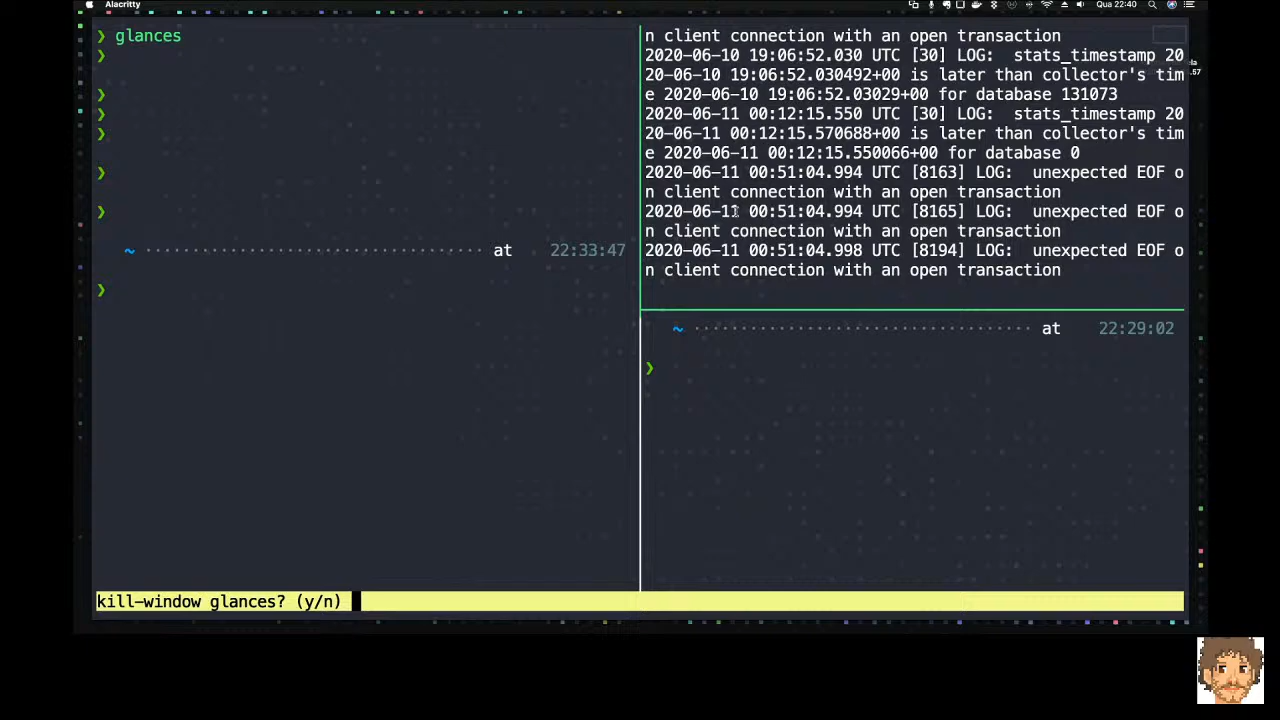 Alacritty
Qua 22:40
❯ glances
❯
❯
❯
❯
❯
❯
~ ······································ at 22:33:47
❯
n client connection with an open transaction
2020-06-10 19:06:52.030 UTC [30] LOG:  stats_timestamp 20
20-06-10 19:06:52.030492+00 is later than collector's tim
e 2020-06-10 19:06:52.03029+00 for database 131073
2020-06-11 00:12:15.550 UTC [30] LOG:  stats_timestamp 20
20-06-11 00:12:15.570688+00 is later than collector's tim
e 2020-06-11 00:12:15.550066+00 for database 0
2020-06-11 00:51:04.994 UTC [8163] LOG:  unexpected EOF o
n client connection with an open transaction
2020-06-11 00:51:04.994 UTC [8165] LOG:  unexpected EOF o
n client connection with an open transaction
2020-06-11 00:51:04.998 UTC [8194] LOG:  unexpected EOF o
n client connection with an open transaction
~ ···································· at 22:29:02
❯
kill-window glances? (y/n)